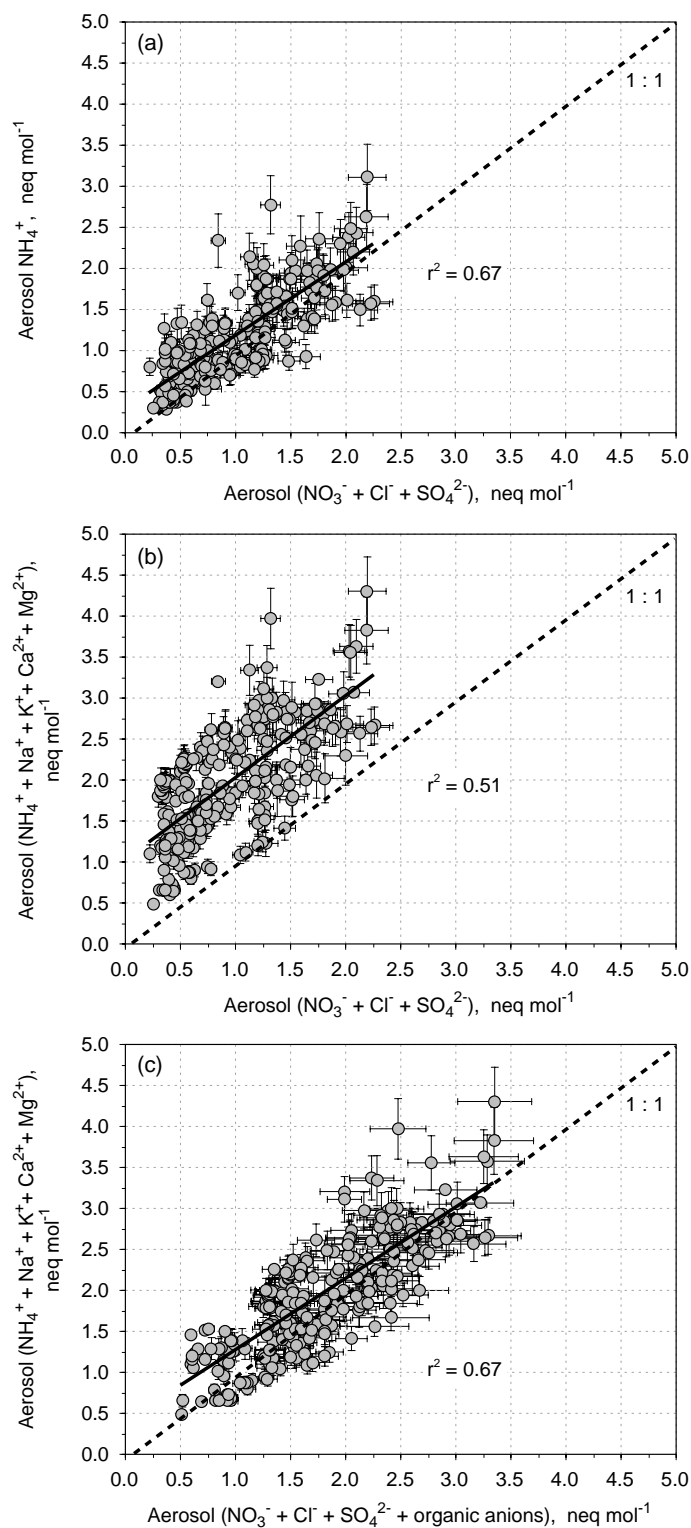 (a)
1 : 1
r² = 0.67
Aerosol NH₄⁺, neq mol⁻¹
5.0
4.5
4.0
3.5
3.0
2.5
2.0
1.5
1.0
0.5
0.0
0.0 0.5 1.0 1.5 2.0 2.5 3.0 3.5 4.0 4.5 5.0
Aerosol (NO₃⁻ + Cl⁻ + SO₄²⁻), neq mol⁻¹
(b)
1 : 1
r² = 0.51
Aerosol (NH₄⁺ + Na⁺ + K⁺ + Ca²⁺ + Mg²⁺),
neq mol⁻¹
5.0
4.5
4.0
3.5
3.0
2.5
2.0
1.5
1.0
0.5
0.0
0.0 0.5 1.0 1.5 2.0 2.5 3.0 3.5 4.0 4.5 5.0
Aerosol (NO₃⁻ + Cl⁻ + SO₄²⁻), neq mol⁻¹
(c)
1 : 1
r² = 0.67
Aerosol (NH₄⁺ + Na⁺ + K⁺ + Ca²⁺ + Mg²⁺),
neq mol⁻¹
5.0
4.5
4.0
3.5
3.0
2.5
2.0
1.5
1.0
0.5
0.0
0.0 0.5 1.0 1.5 2.0 2.5 3.0 3.5 4.0 4.5 5.0
Aerosol (NO₃⁻ + Cl⁻ + SO₄²⁻ + organic anions), neq mol⁻¹